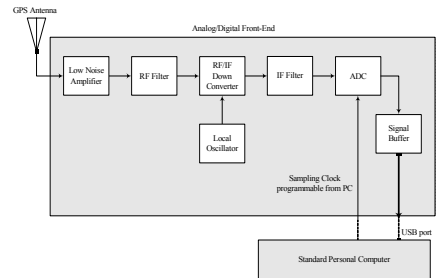 GPS Antenna
Analog/Digital Front-End
Low Noise
Amplifier
RF Filter
RF/IF
Down
Converter
IF Filter
ADC
Local
Oscillator
Signal
Buffer
Sampling Clock
programmable from PC
USB port
Standard Personal Computer